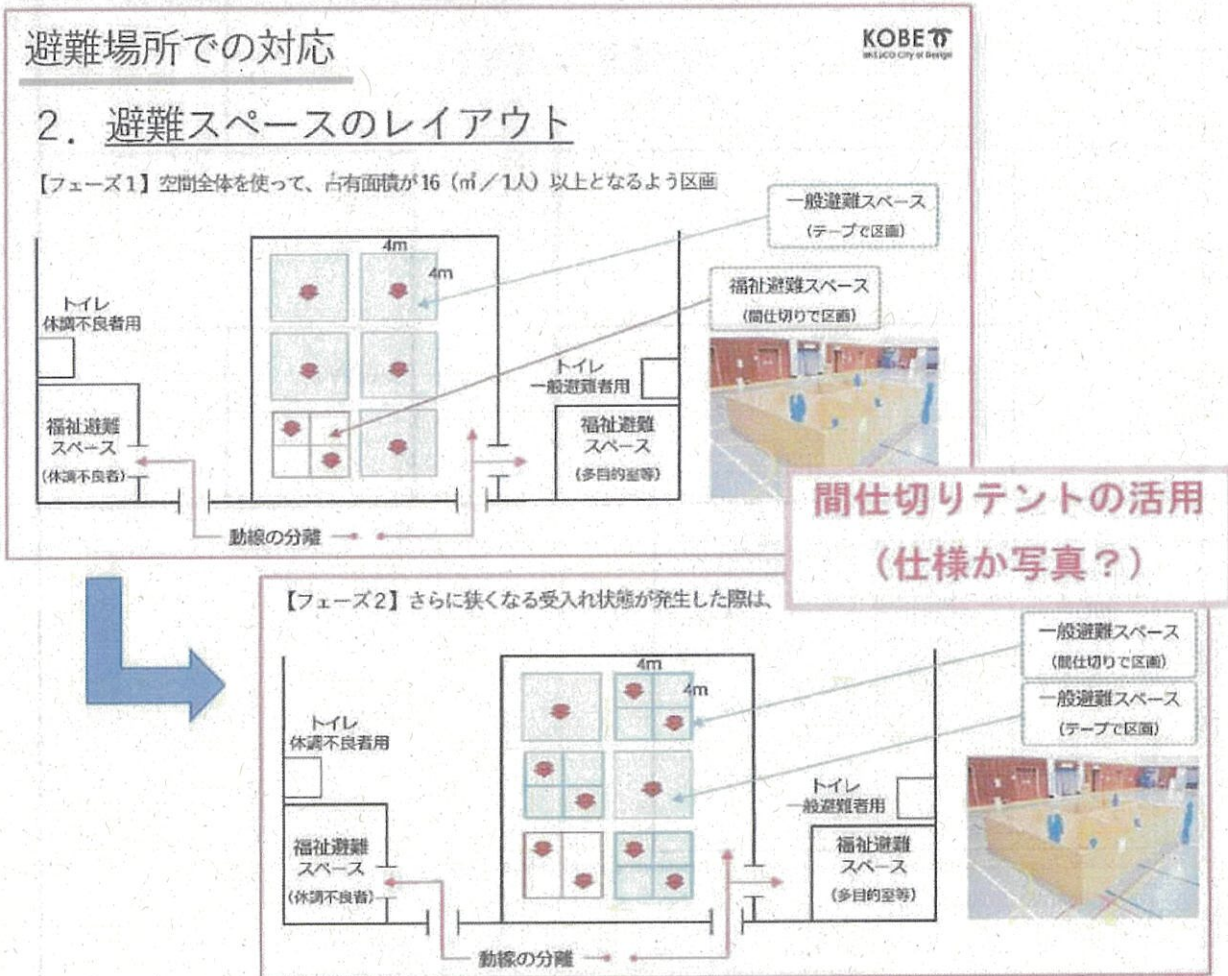 避難場所での対応
KOBE
UNESCO City of Design
2. 避難スペースのレイアウト
【フェーズ1】空間全体を使って、占有面積が16(㎡/1人)以上となるよう区画
一般避難スペース
(テープで区画)
4m
4m
福祉避難スペース
(間仕切りで区画)
トイレ
体調不良者用
トイレ
一般避難者用
福祉避難
スペース
(体調不良者)
福祉避難
スペース
(多目的室等)
動線の分離
間仕切りテントの活用
(仕様か写真?)
【フェーズ2】さらに狭くなる受入れ状態が発生した際は、
一般避難スペース
(間仕切りで区画)
4m
4m
一般避難スペース
(テープで区画)
トイレ
体調不良者用
トイレ
一般避難者用
福祉避難
スペース
(体調不良者)
福祉避難
スペース
(多目的室等)
動線の分離